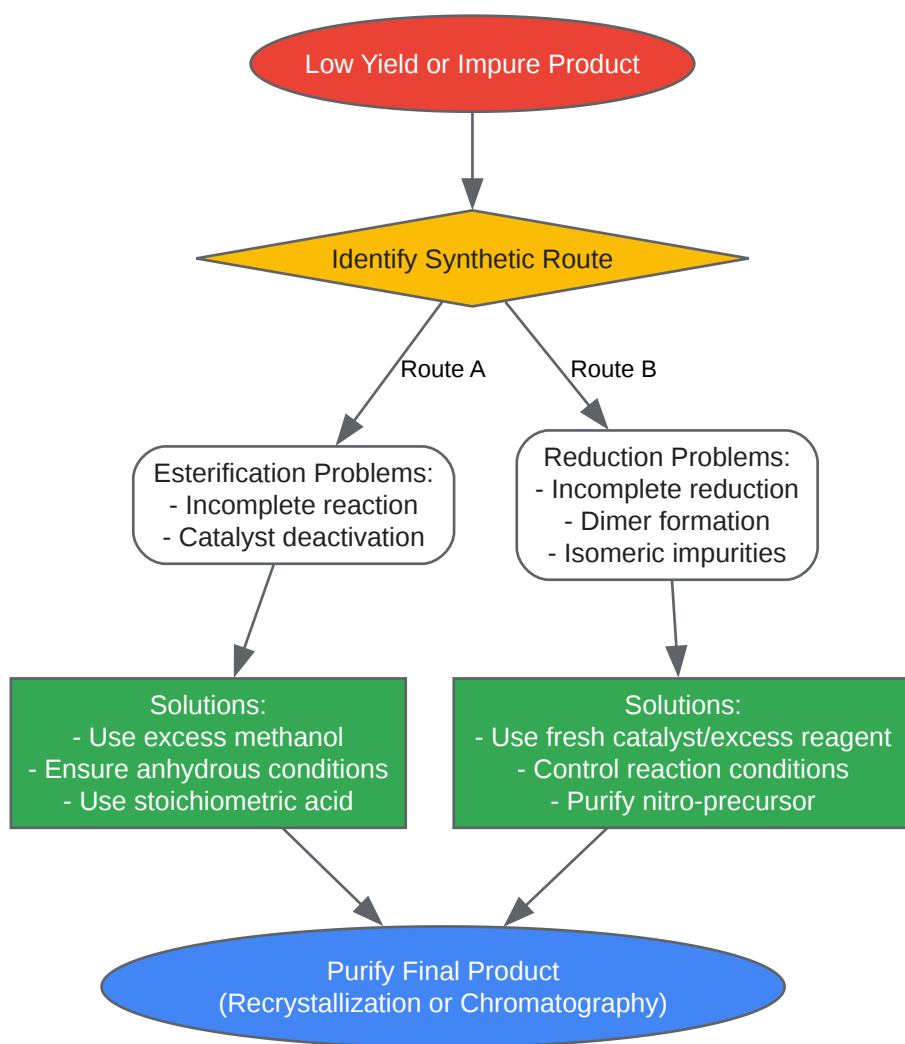 Low Yield or Impure Product
Identify Synthetic Route
Route A
Route B
Esterification Problems:
- Incomplete reaction
- Catalyst deactivation
Reduction Problems:
- Incomplete reduction
- Dimer formation
- Isomeric impurities
Solutions:
- Use excess methanol
- Ensure anhydrous conditions
- Use stoichiometric acid
Solutions:
- Use fresh catalyst/excess reagent
- Control reaction conditions
- Purify nitro-precursor
Purify Final Product
(Recrystallization or Chromatography)